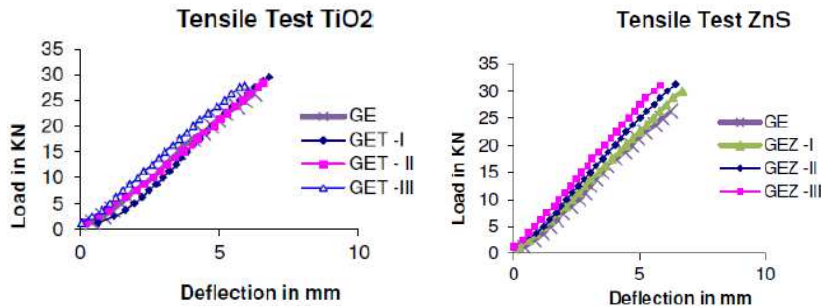 Tensile Test TiO2
35
30
25
20
15
10
5
0
Load in KN
0
5
10
Deflection in mm
GE
GET -I
GET - II
GET -III
Tensile Test ZnS
35
30
25
20
15
10
5
0
Load in KN
0
5
10
Deflection in mm
GE
GEZ -I
GEZ -II
GEZ -III